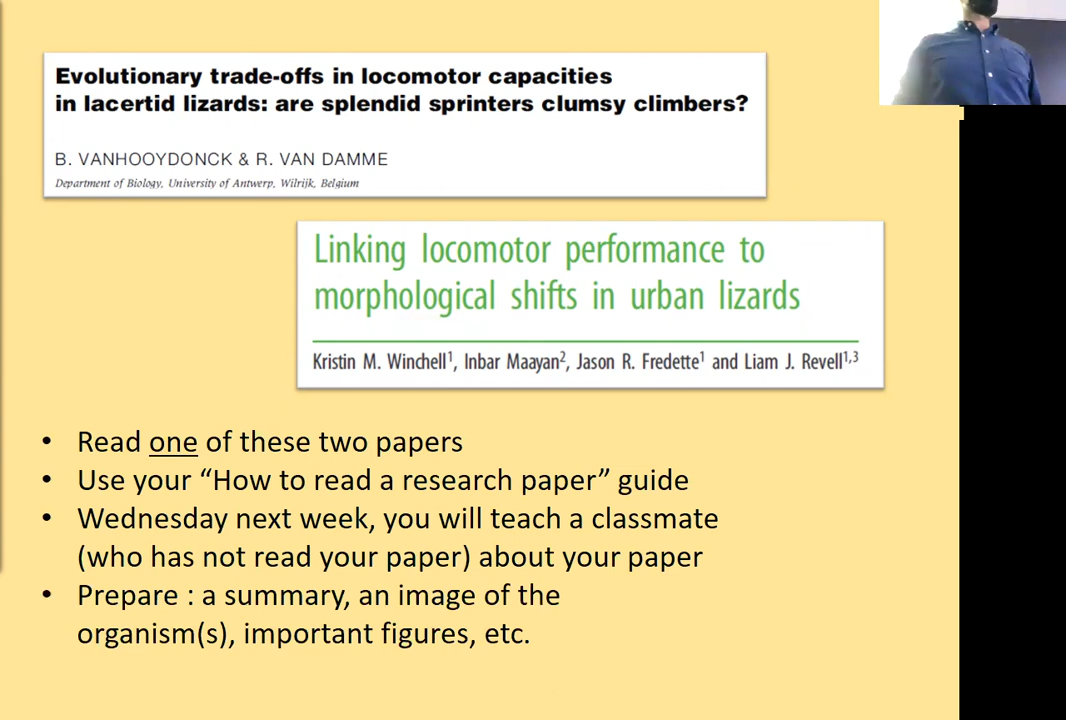 Evolutionary trade-offs in locomotor capacities
in lacertid lizards: are splendid sprinters clumsy climbers?
B. VANHOOYDONCK & R. VAN DAMME
Department of Biology, University of Antwerp, Wilrijk, Belgium
Linking locomotor performance to
morphological shifts in urban lizards
Kristin M. Winchell¹, Inbar Maayan², Jason R. Fredette¹ and Liam J. Revell¹,³
• Read one of these two papers
• Use your “How to read a research paper” guide
• Wednesday next week, you will teach a classmate
(who has not read your paper) about your paper
• Prepare : a summary, an image of the
organism(s), important figures, etc.